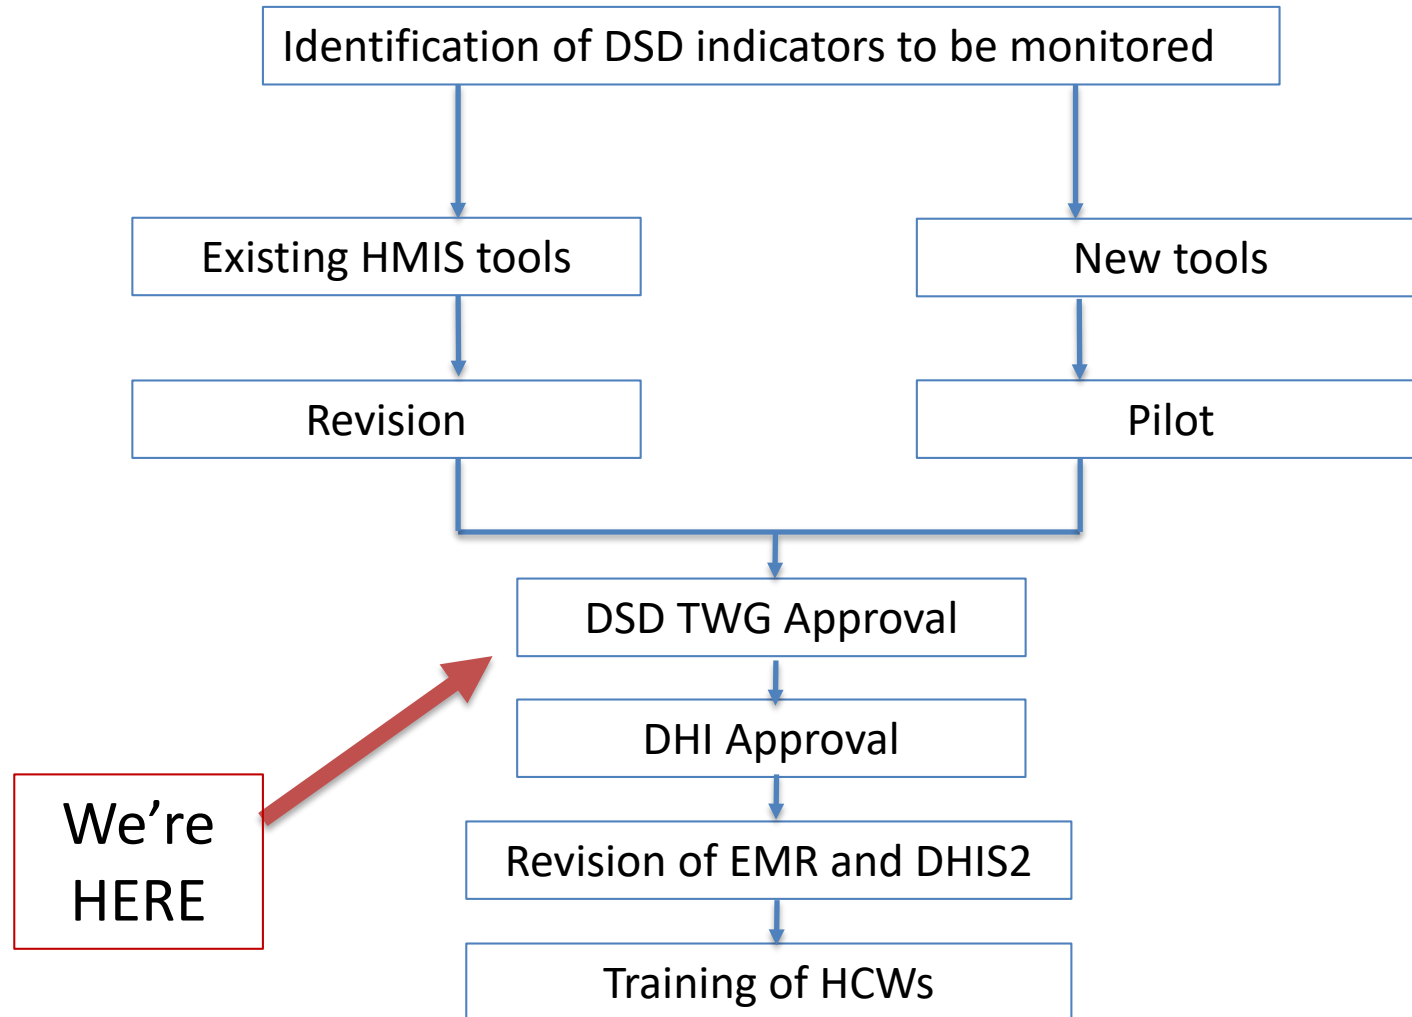 Identification of DSD indicators to be monitored
Existing HMIS tools
New tools
Revision
Pilot
DSD TWG Approval
DHI Approval
We’re
HERE
Revision of EMR and DHIS2
Training of HCWs